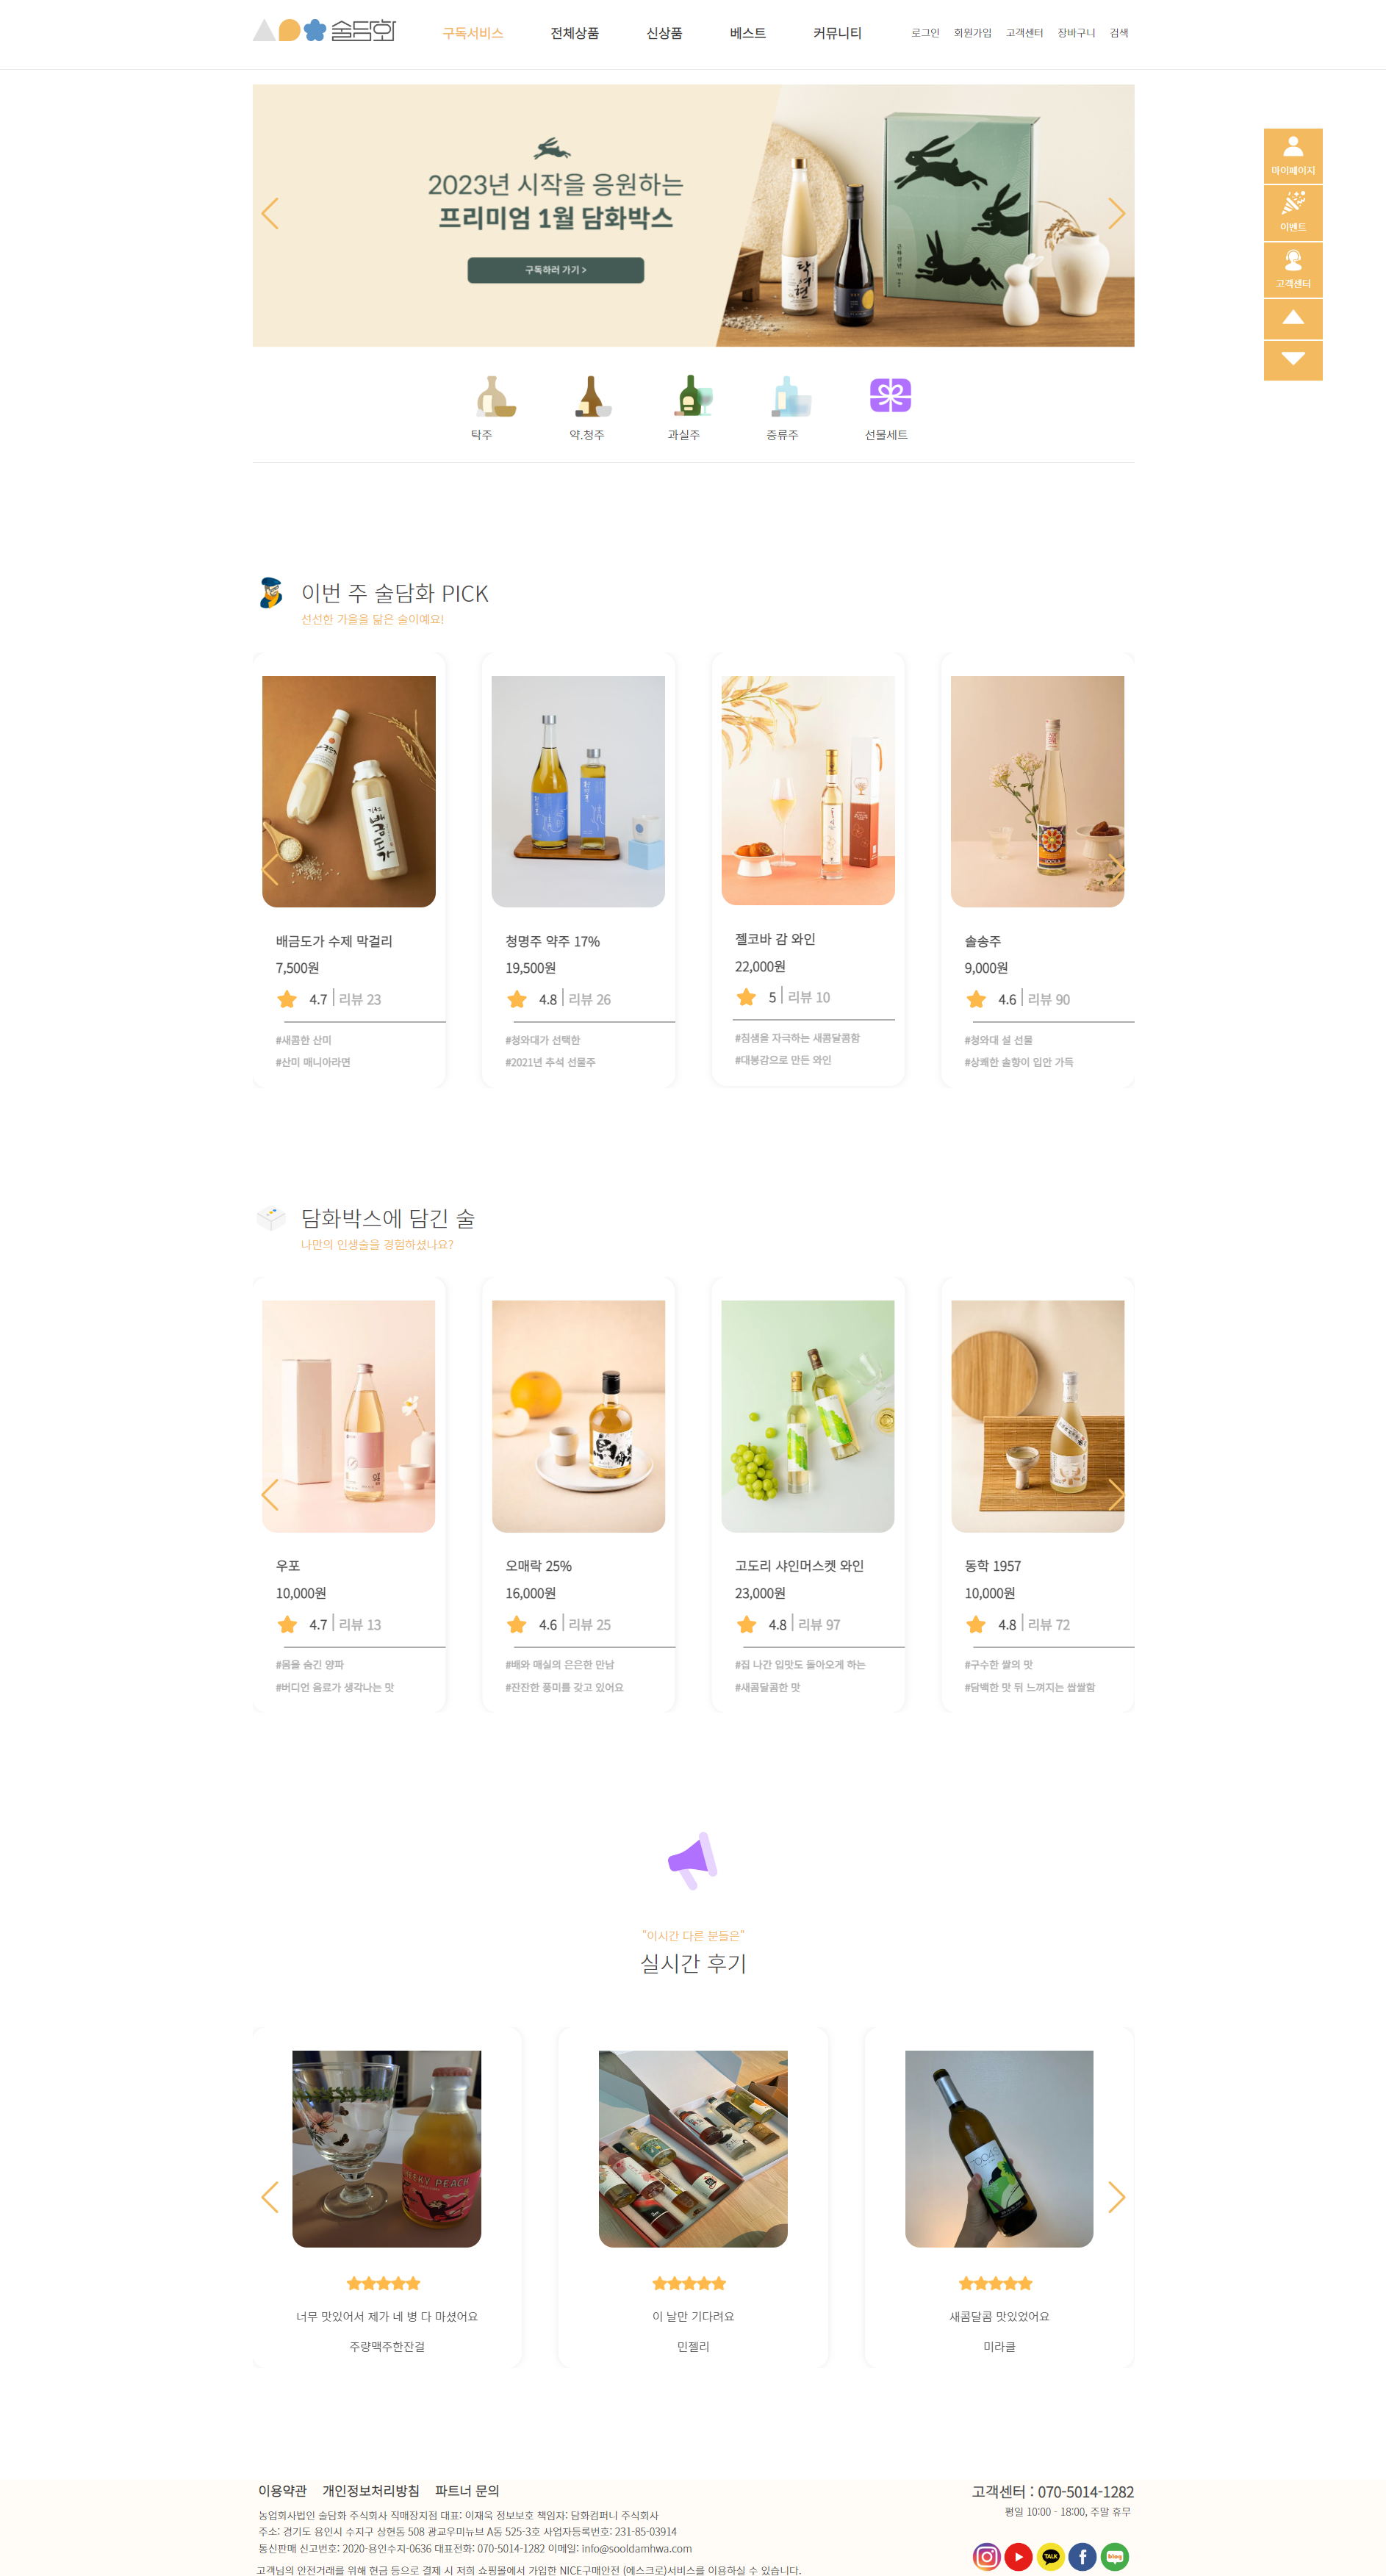 술담화
구독서비스 전체상품 신상품 베스트 커뮤니티 로그인 회원가입 고객센터 장바구니 검색
2023년 시작을 응원하는
프리미엄 1월 담화박스
구독하러 가기 >
마이페이지
이벤트
고객센터
탁주 약.청주 과실주 증류주 선물세트
이번 주 술담화 PICK
선선한 가을을 닮은 술이예요!
배금도가
배금도가 수제 막걸리
7,500원
4.7 리뷰 23
#새콤한 산미
#산미 매니아라면
청명주 약주 17%
19,500원
4.8 리뷰 26
#청와대가 선택한
#2021년 추석 선물주
젤코바 감 와인
22,000원
5 리뷰 10
#침샘을 자극하는 새콤달콤함
#대봉감으로 만든 와인
솔송주
9,000원
4.6 리뷰 90
#청와대 설 선물
#상쾌한 솔향이 입안 가득
담화박스에 담긴 술
나만의 인생술을 경험하셨나요?
우포
10,000원
4.7 리뷰 13
#몸을 숨긴 양파
#버디언 음료가 생각나는 맛
오매락 25%
16,000원
4.6 리뷰 25
#배와 매실의 은은한 만남
#잔잔한 풍미를 갖고 있어요
고도리 샤인머스켓 와인
23,000원
4.8 리뷰 97
#집 나간 입맛도 돌아오게 하는
#새콤달콤한 맛
동학 1957
10,000원
4.8 리뷰 72
#구수한 쌀의 맛
#담백한 맛 뒤 느껴지는 쌉쌀함
"이시간 다른 분들은"
실시간 후기
너무 맛있어서 제가 네 병 다 마셨어요
주량맥주한잔걸
이 날만 기다려요
민젤리
새콤달콤 맛있었어요
미라클
이용약관 개인정보처리방침 파트너 문의
농업회사법인 술담화 주식회사 직매장지점 대표: 이재욱 정보보호 책임자: 담화컴퍼니 주식회사
주소: 경기도 용인시 수지구 상현동 508 광교우미뉴브 A동 525-3호 사업자등록번호: 231-85-03914
통신판매 신고번호: 2020-용인수지-0636 대표전화: 070-5014-1282 이메일: info@sooldamhwa.com
고객님의 안전거래를 위해 현금 등으로 결제 시 저희 쇼핑몰에서 가입한 NICE구매안전 (에스크로)서비스를 이용하실 수 있습니다.
고객센터 : 070-5014-1282
평일 10:00 - 18:00, 주말 휴무
TALK
blog